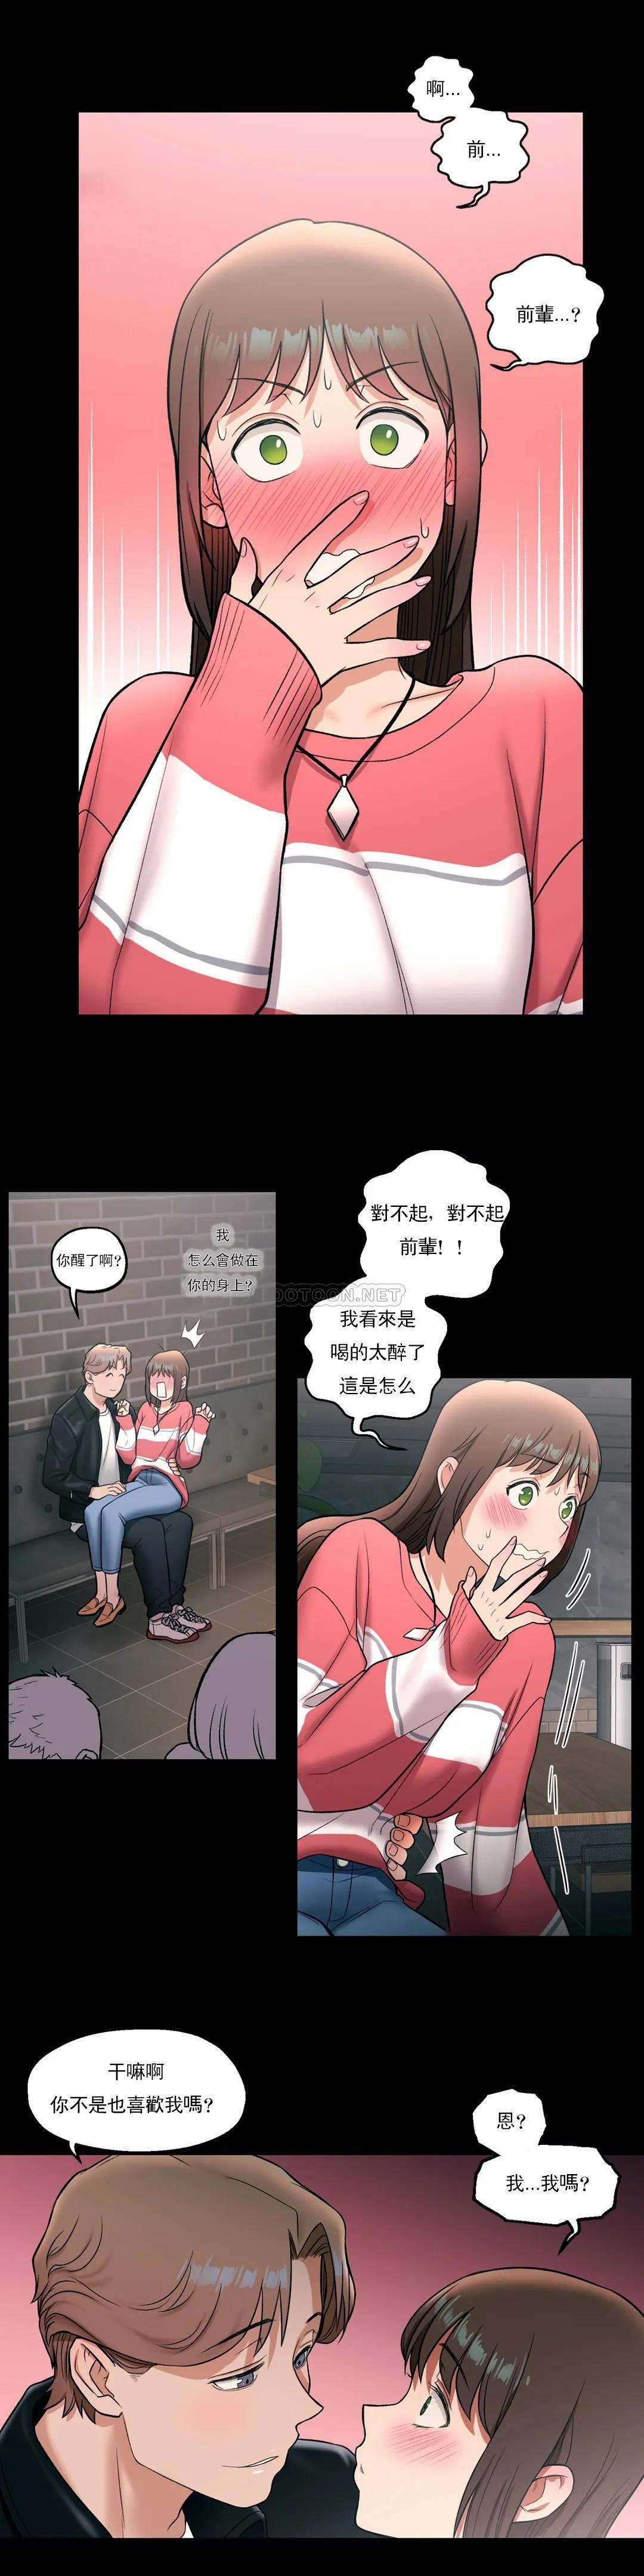 啊...
前...
前輩...?
你醒了啊?
我
怎么會做在
你的身上?
對不起，對不起
前輩！！
我看來是
喝的太醉了
這是怎么
DOTOON.NET
干嘛啊
你不是也喜歡我嗎?
恩?
我...我嗎?